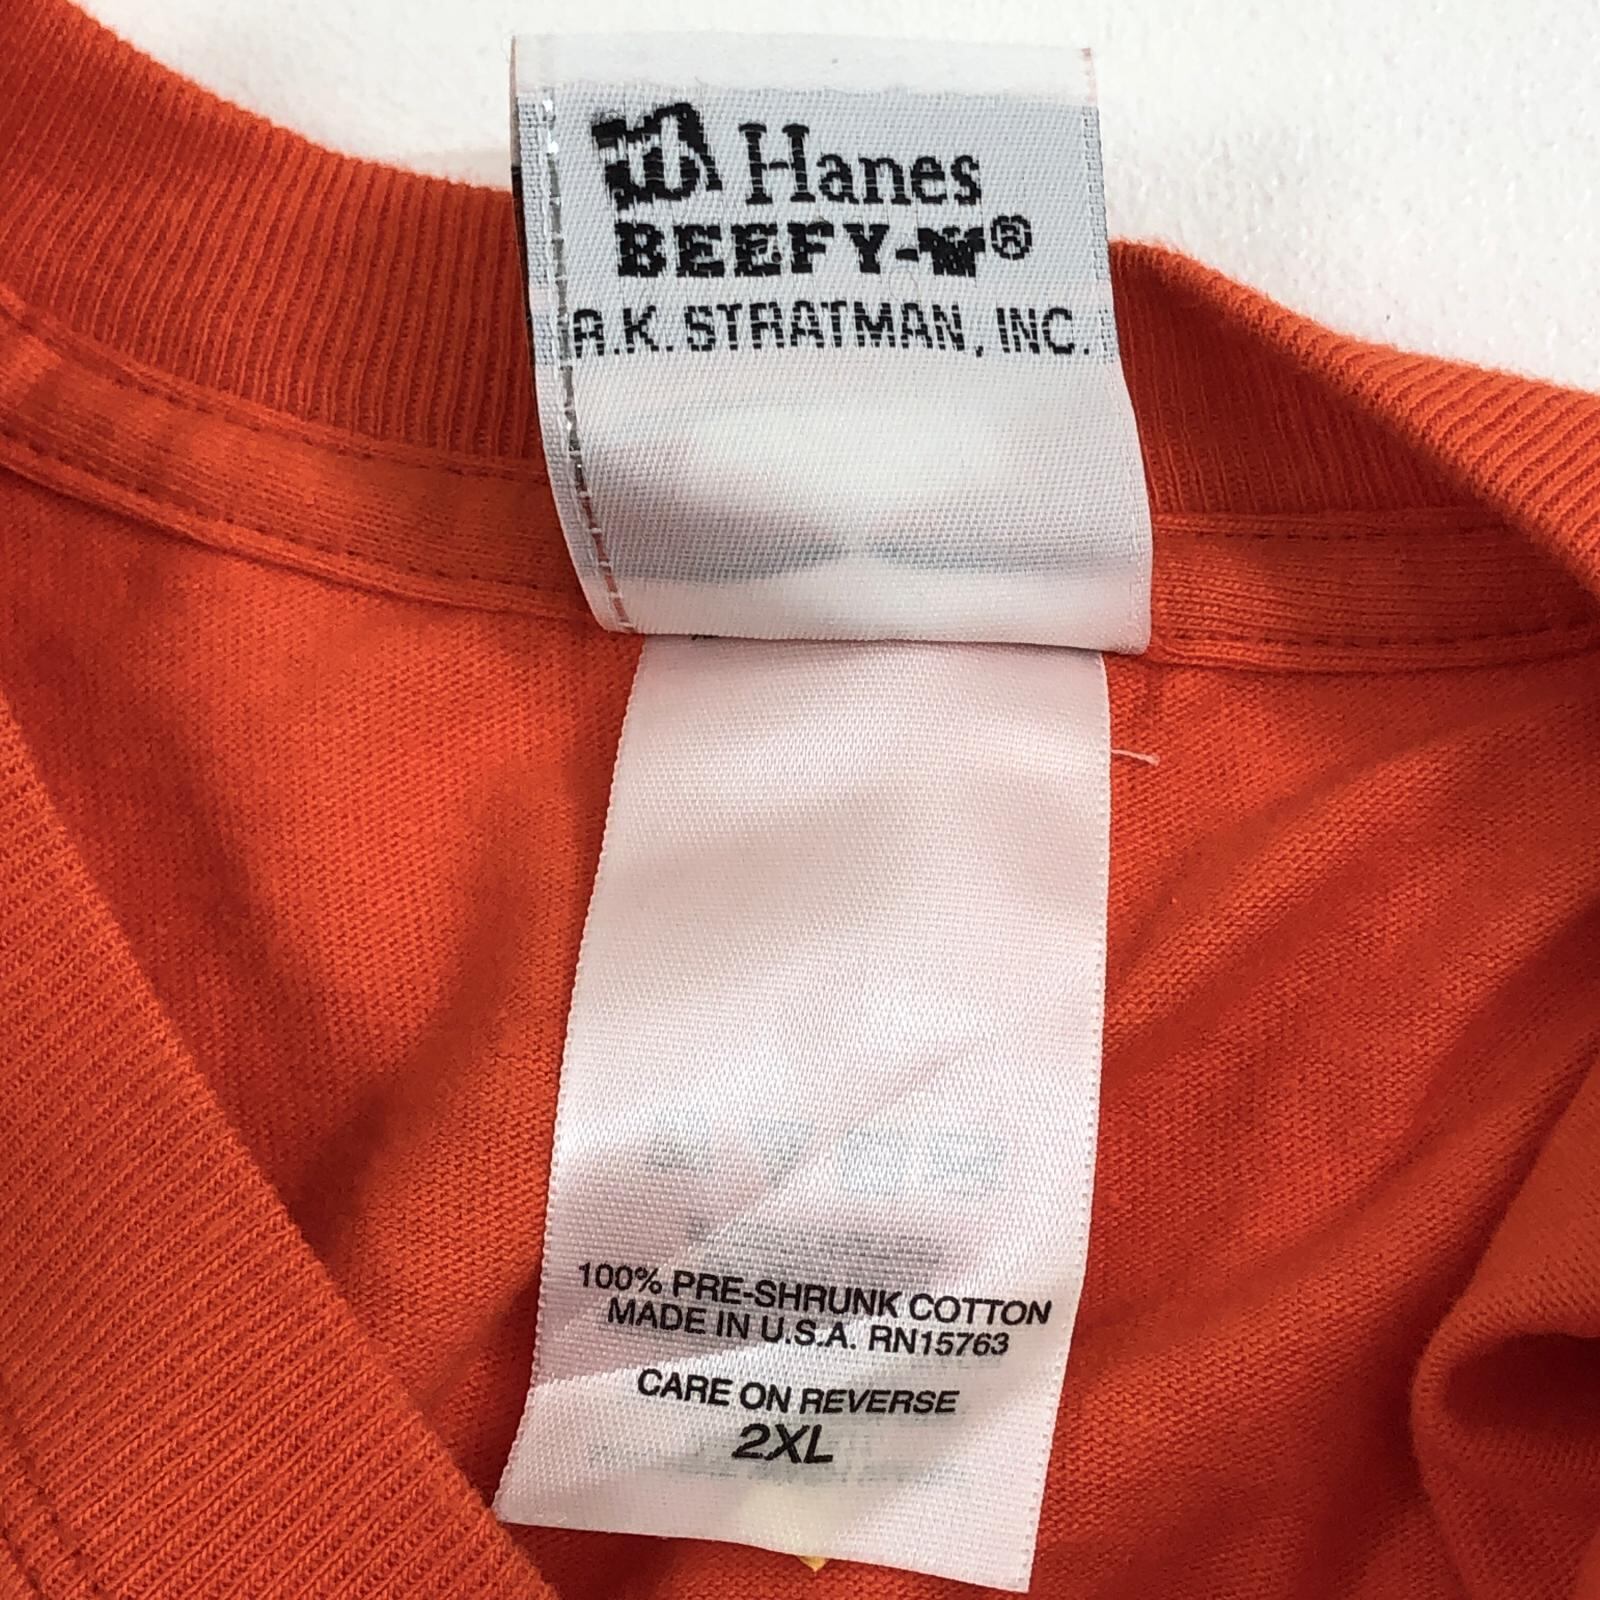 Hanes
BEEFY-T®
R.K. STRATMAN, INC.
100% PRE-SHRUNK COTTON
MADE IN U.S.A. RN15763
CARE ON REVERSE
2XL